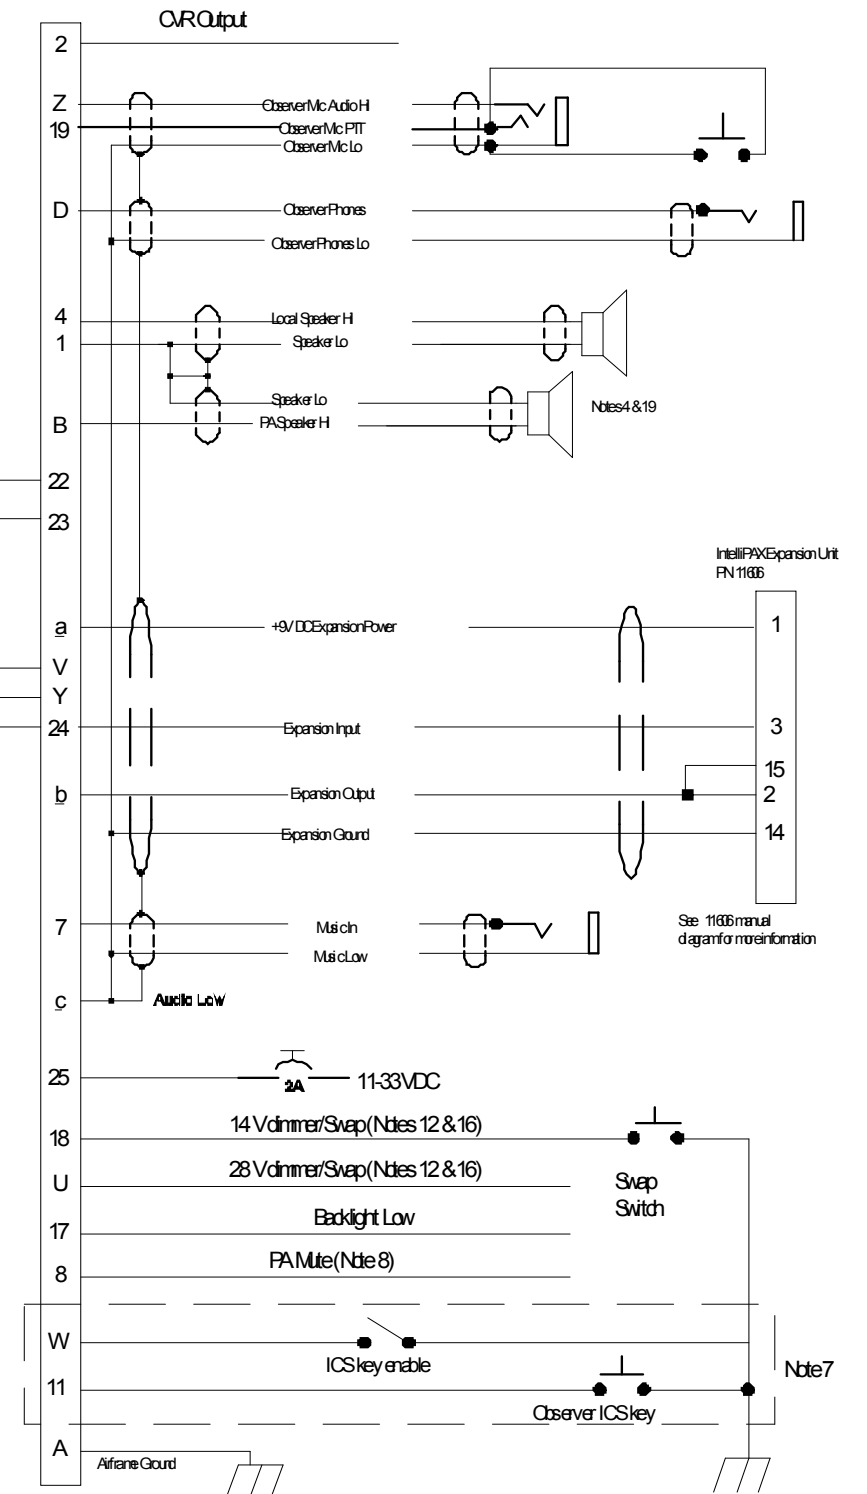 CVR Output
2
Z
Observer Mic Audio Hi
19
Observer Mic PTT
Observer Mic Lo
D
Observer Phones
Observer Phones Lo
4
Local Speaker Hi
1
Speaker Lo
Speaker Lo
Notes 4 & 19
B
PA Speaker Hi
22
23
IntelliPAX Expansion Unit
PN 11606
a
+9V DC Expansion Power
1
V
Y
24
Expansion Input
3
15
b
Expansion Output
2
Expansion Ground
14
7
Music In
See 11606 manual
diagram for more information
Music Low
c
Audio Low
25
2A
11-33 VDC
18
14 V dimmer/Swap (Notes 12 & 16)
U
28 V dimmer/Swap (Notes 12 & 16)
Swap
Switch
17
Backlight Low
8
PA Mute (Note 8)
W
ICS key enable
Note 7
11
Observer ICS key
A
Airframe Ground